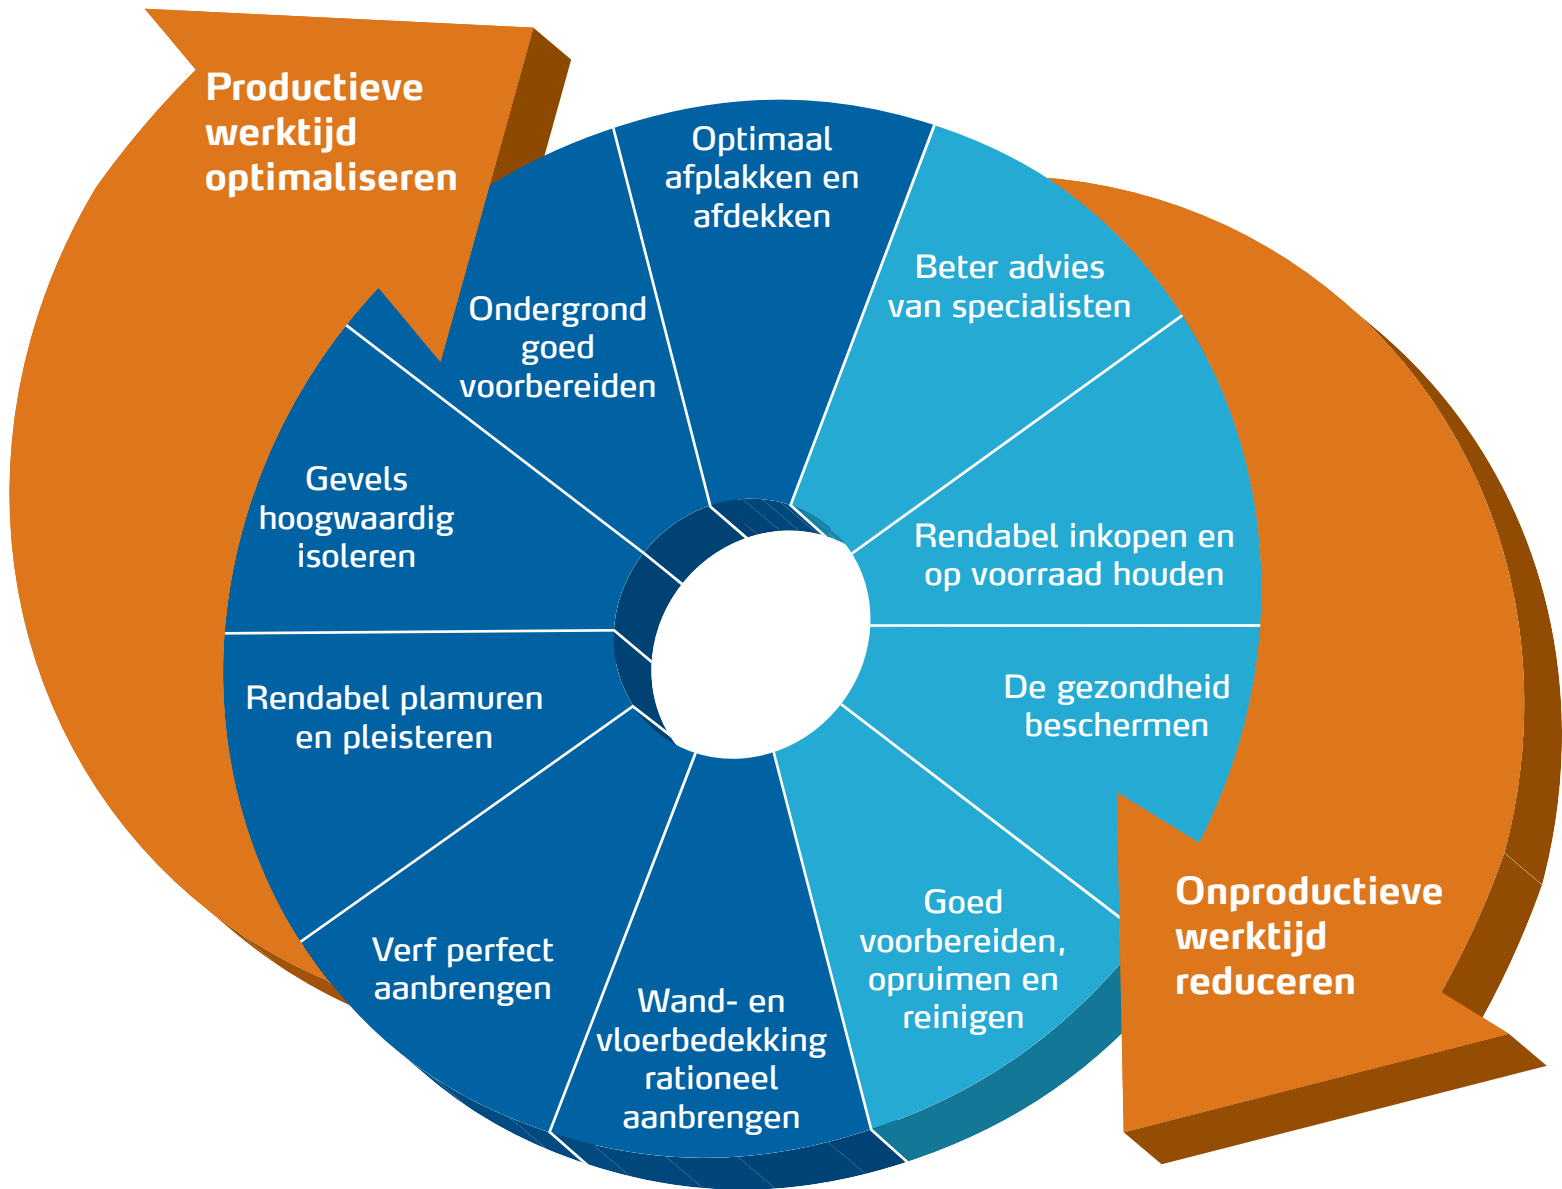 Productieve
werktijd
optimaliseren
Optimaal
afplakken en
afdekken
Beter advies
van specialisten
Rendabel inkopen en
op voorraad houden
De gezondheid
beschermen
Goed
voorbereiden,
opruimen en
reinigen
Wand- en
vloerbedekking
rationeel
aanbrengen
Verf perfect
aanbrengen
Rendabel plamuren
en pleisteren
Gevels
hoogwaardig
isoleren
Ondergrond
goed
voorbereiden
Onproductieve
werktijd
reduceren